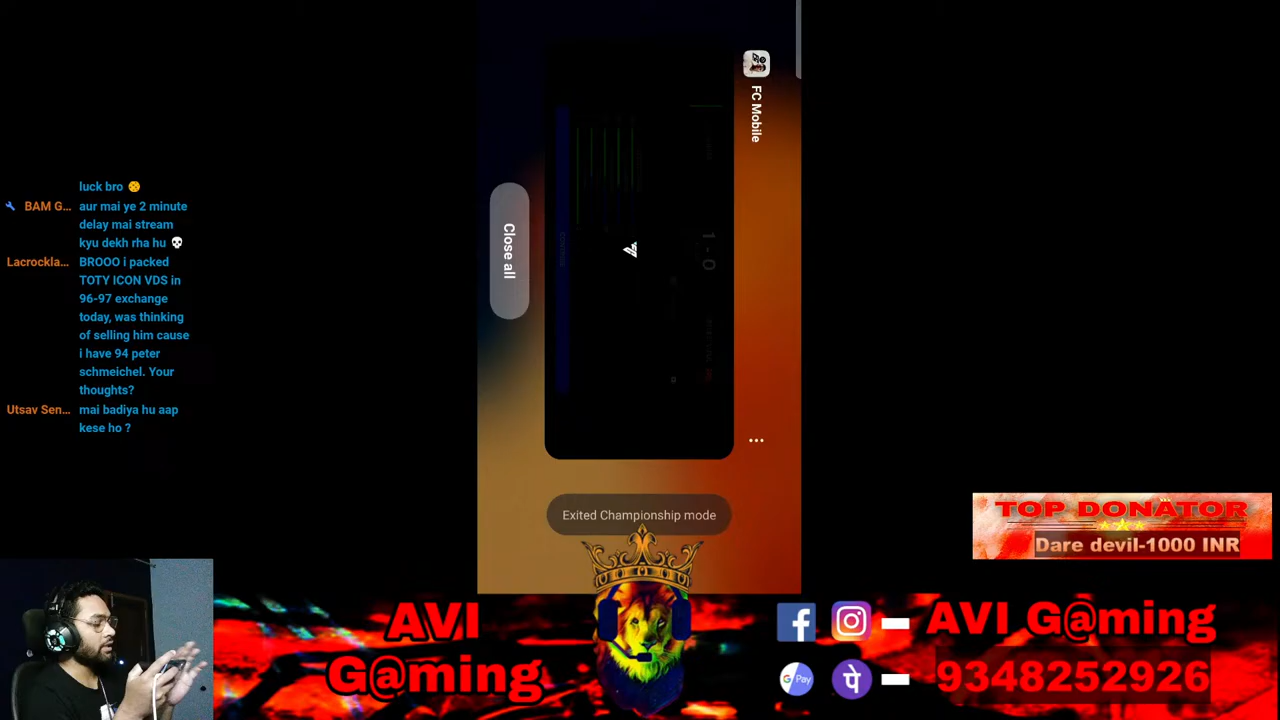 luck bro
BAM G... aur mai ye 2 minute
delay mai stream
kyu dekh rha hu
Lacrockla... BROOO i packed
TOTY ICON VDS in
96-97 exchange
today, was thinking
of selling him cause
i have 94 peter
schmeichel. Your
thoughts?
Utsav Sen... mai badiya hu aap
kese ho ?
FC Mobile
Close all
1 - 0
Exited Championship mode
TOP DONATOR
Dare devil-1000 INR
AVI
G@ming
AVI G@ming
G Pay
9348252926